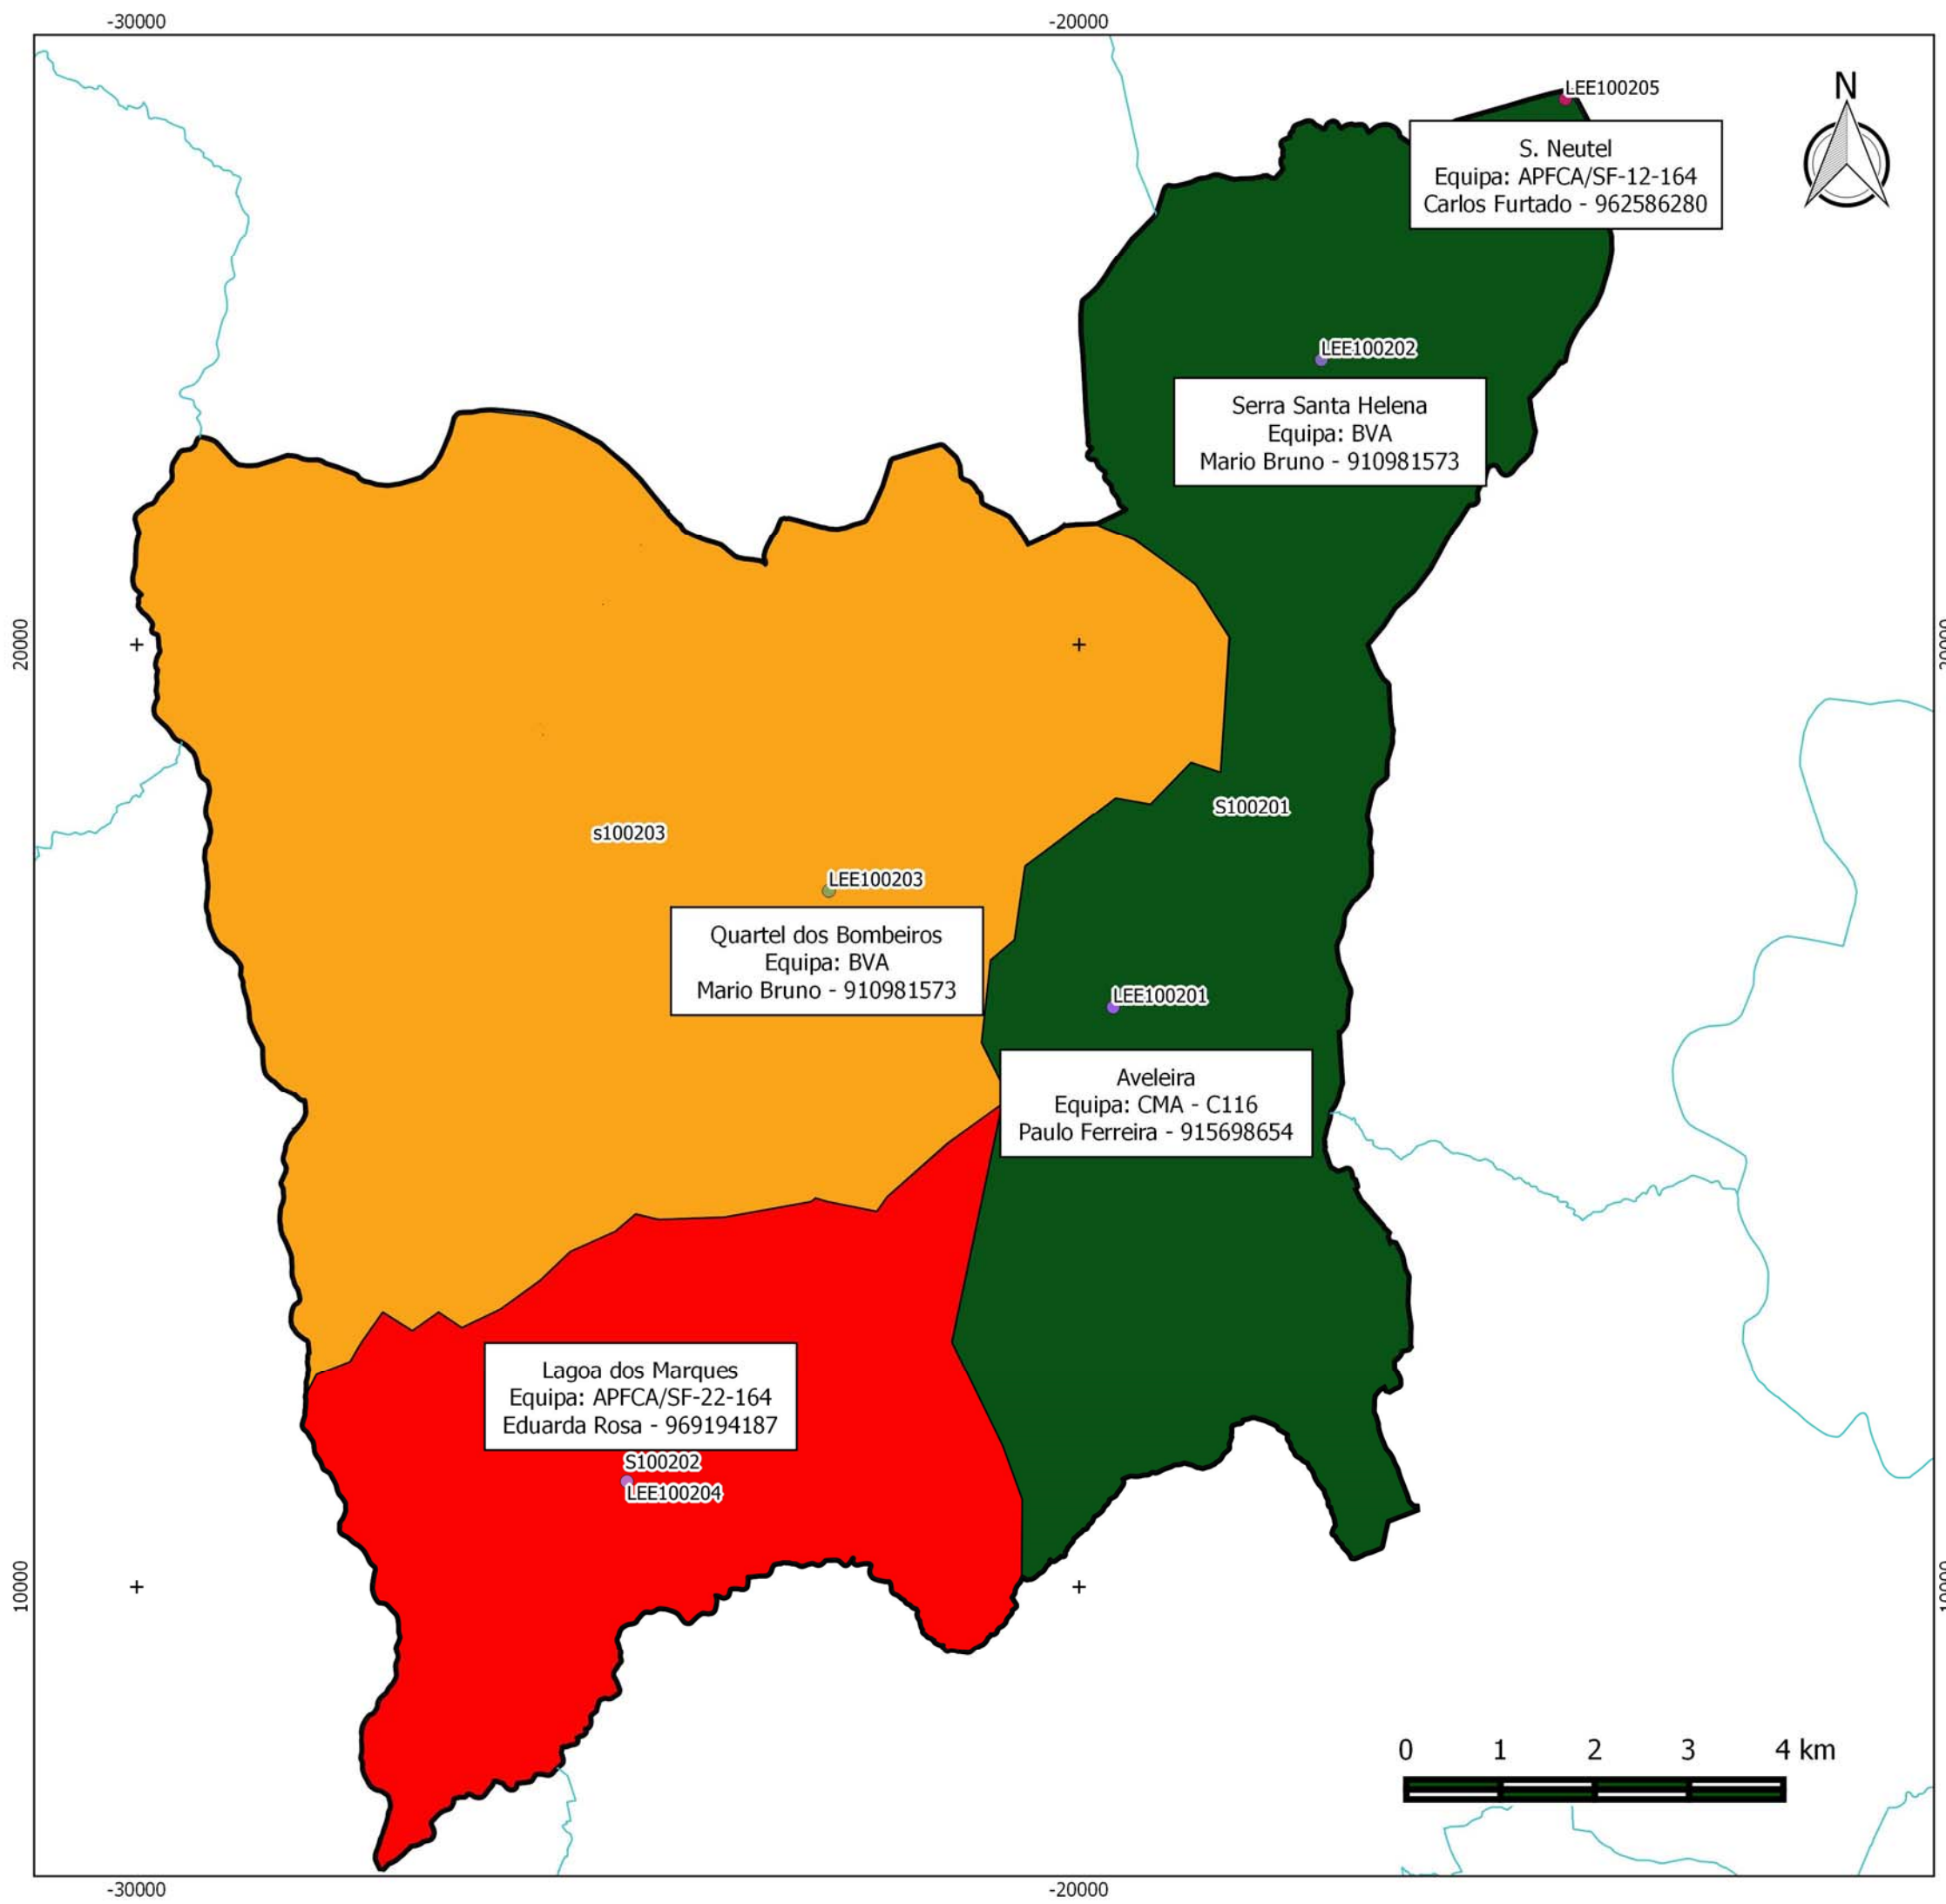 -30000
-20000
LEE100205
N
S. Neutel
Equipa: APFCA/SF-12-164
Carlos Furtado - 962586280
LEE100202
Serra Santa Helena
Equipa: BVA
Mario Bruno - 910981573
20000
20000
S100201
s100203
LEE100203
Quartel dos Bombeiros
Equipa: BVA
Mario Bruno - 910981573
LEE100201
Aveleira
Equipa: CMA - C116
Paulo Ferreira - 915698654
Lagoa dos Marques
Equipa: APFCA/SF-22-164
Eduarda Rosa - 969194187
S100202
LEE100204
10000
10000
0 1 2 3 4 km
-30000
-20000